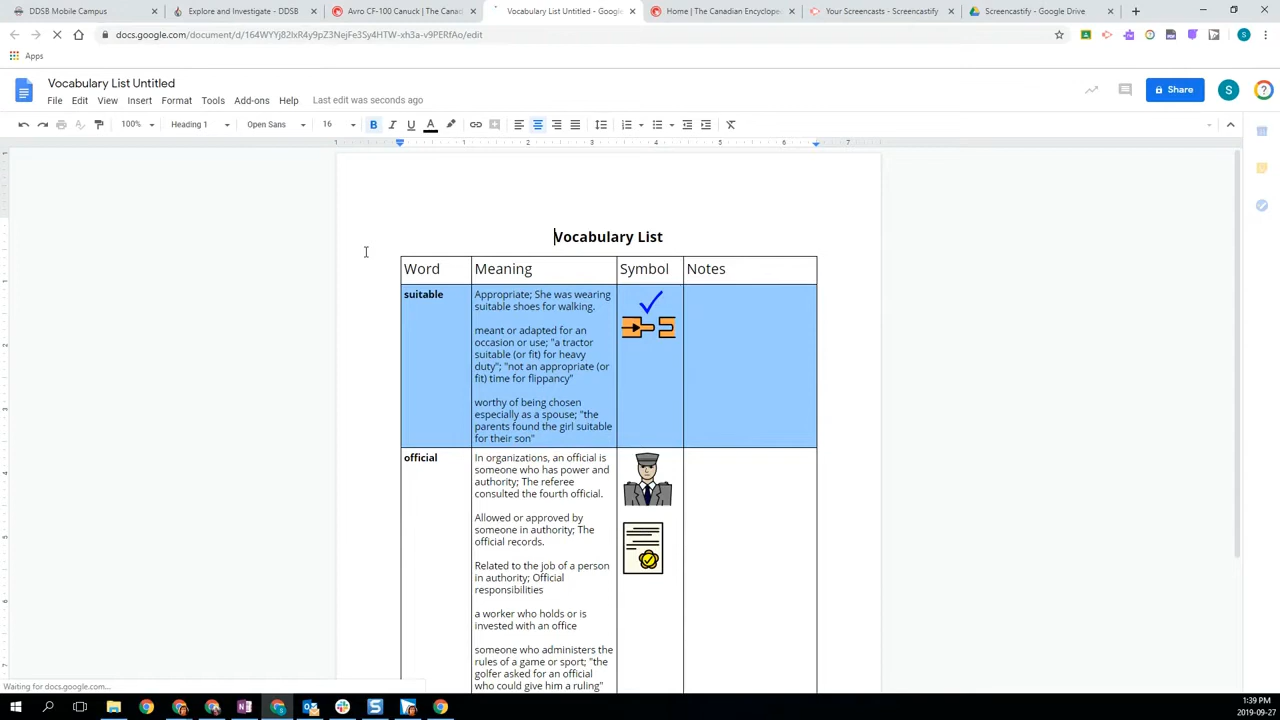 DDSB Mobile Campus
Explore and Investigate - DDSB
Avro CF-100 Canuck | The Canad
Vocabulary List Untitled - Google
Home | The Canadian Encyclope
Your Screencasts - Screencastify
Screencastify - Google Drive
docs.google.com/document/d/164WYYj82IxR4y9pZ3NejFe3Sy4HTW-xh3a-v9PERfAo/edit
Apps
Vocabulary List Untitled
File Edit View Insert Format Tools Add-ons Help Last edit was seconds ago
Share
S
100% Heading 1 Open Sans 16
Vocabulary List
Word Meaning Symbol Notes
suitable
Appropriate; She was wearing
suitable shoes for walking.
meant or adapted for an
occasion or use; "a tractor
suitable (or fit) for heavy
duty"; "not an appropriate (or
fit) time for flippancy"
worthy of being chosen
especially as a spouse; "the
parents found the girl suitable
for their son"
official
In organizations, an official is
someone who has power and
authority; The referee
consulted the fourth official.
Allowed or approved by
someone in authority; The
official records.
Related to the job of a person
in authority; Official
responsibilities
a worker who holds or is
invested with an office
someone who administers the
rules of a game or sport; "the
golfer asked for an official
who could give him a ruling"
Waiting for docs.google.com...
1:39 PM
2019-09-27